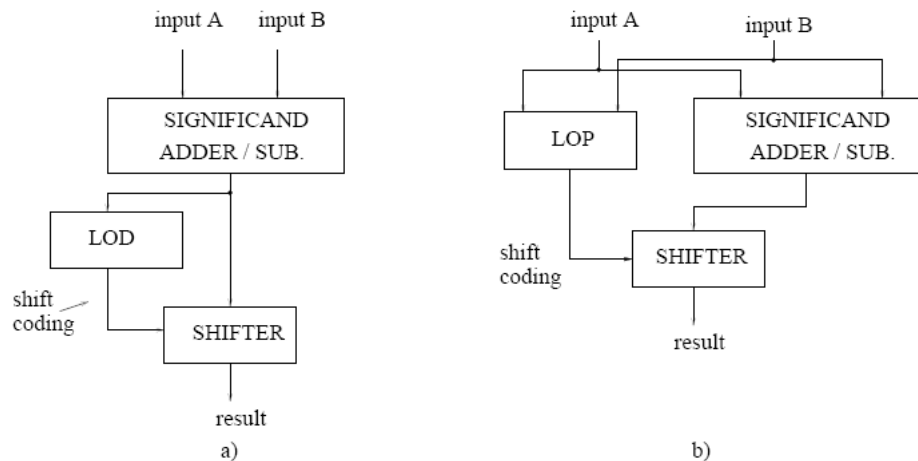 input A
input B
SIGNIFICAND
ADDER / SUB.
LOD
shift
coding
SHIFTER
result
a)
input A
input B
LOP
SIGNIFICAND
ADDER / SUB.
shift
coding
SHIFTER
result
b)